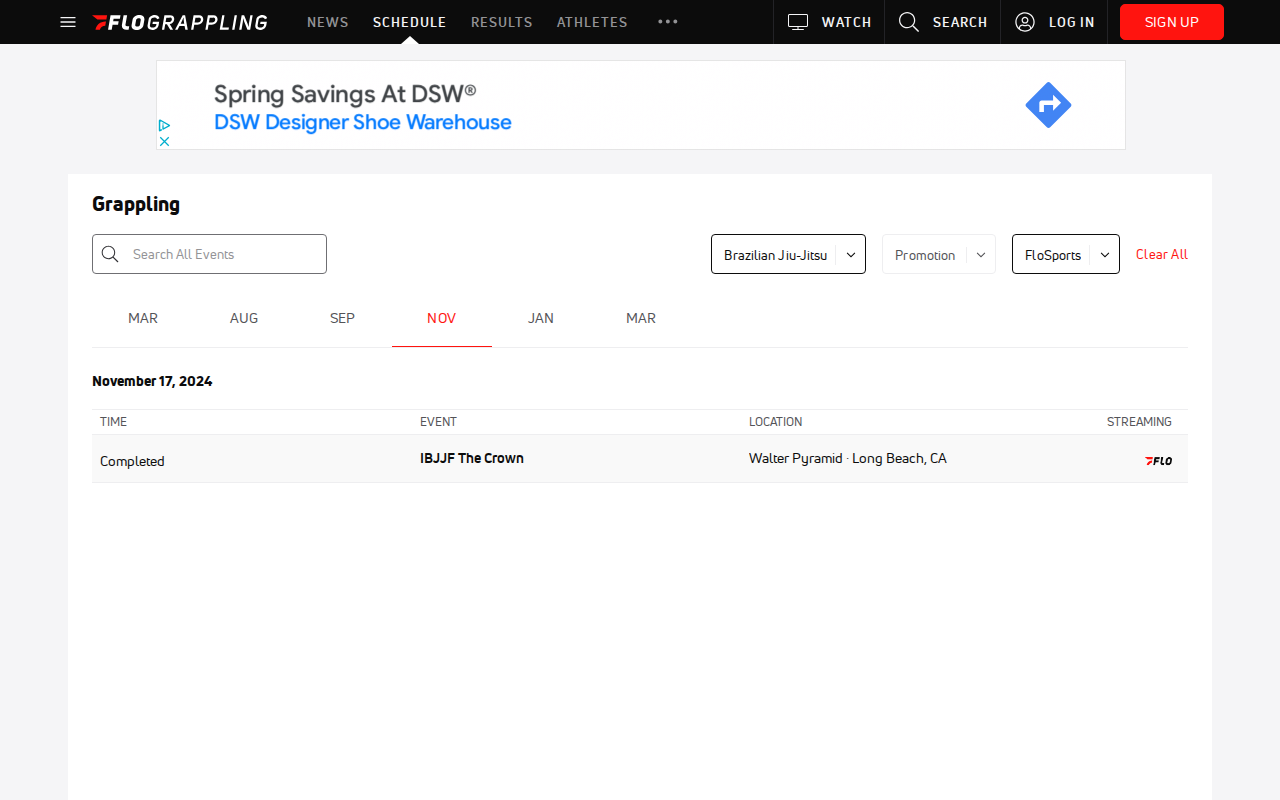 FLOGRAPPLING NEWS SCHEDULE RESULTS ATHLETES ••• WATCH SEARCH LOG IN SIGN UP
Spring Savings At DSW®
DSW Designer Shoe Warehouse
Grappling
Search All Events Brazilian Jiu-Jitsu Promotion FloSports Clear All
MAR AUG SEP NOV JAN MAR
November 17, 2024
TIME EVENT LOCATION STREAMING
Completed IBJJF The Crown Walter Pyramid · Long Beach, CA FLO